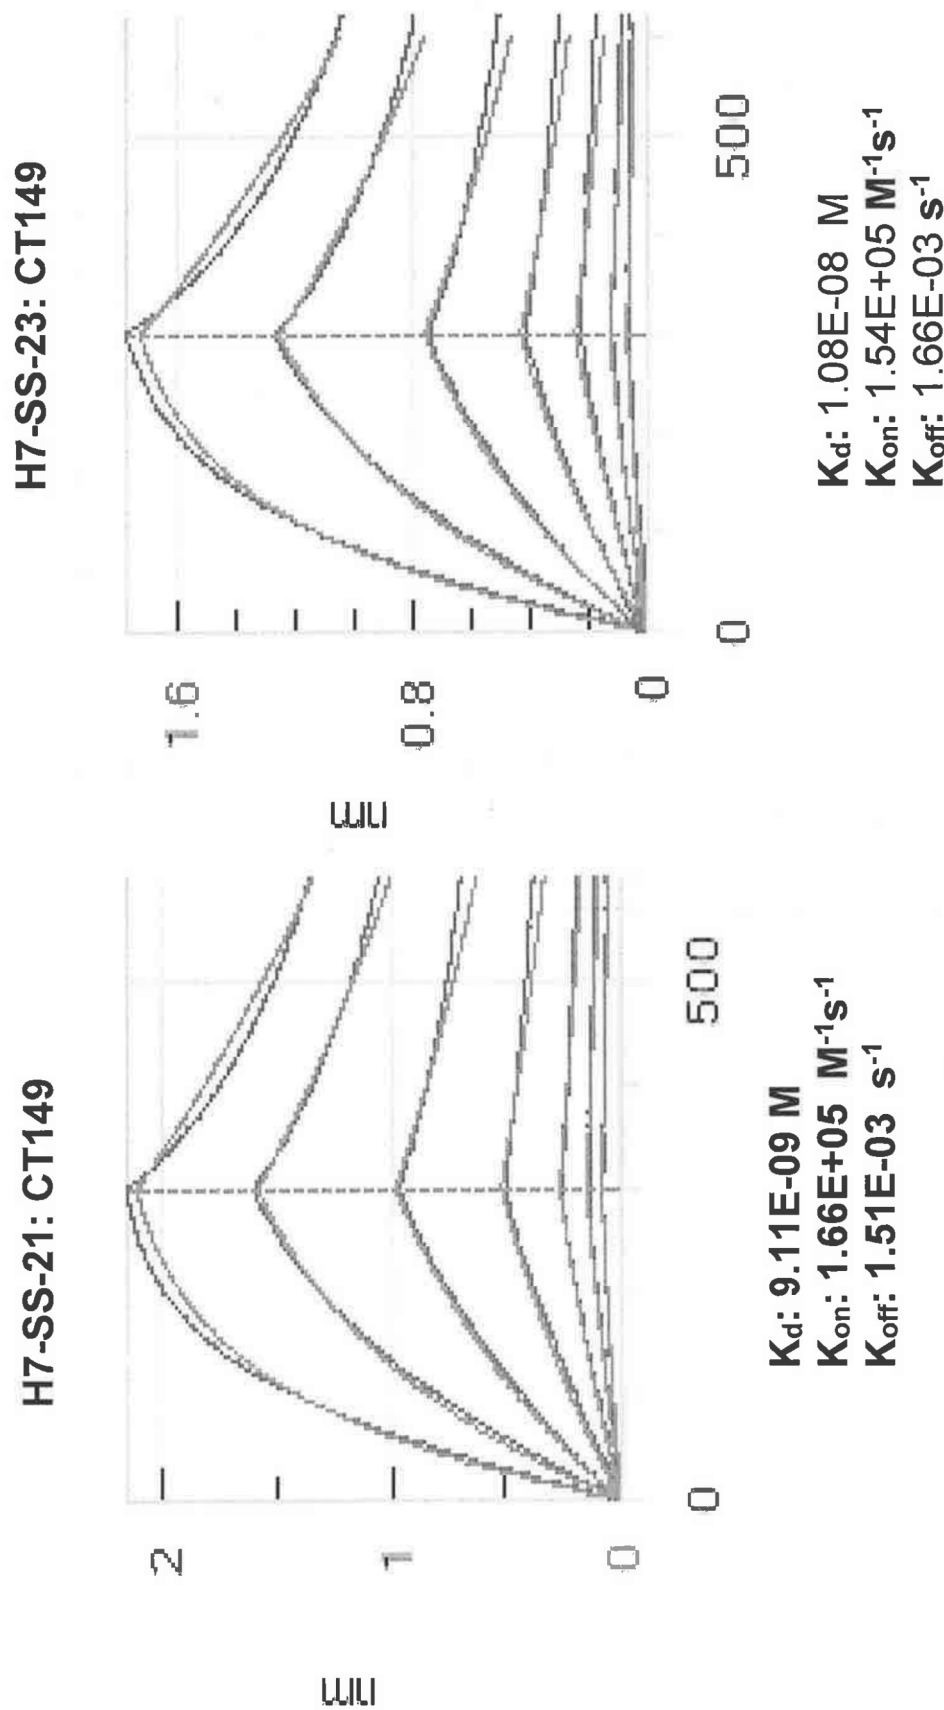 H7-SS-21: CT149
nm
2
1
0
0
500
Kd: 9.11E-09 M
Kon: 1.66E+05 M-1s-1
Koff: 1.51E-03 s-1
H7-SS-23: CT149
nm
1.6
0.8
0
0
500
Kd: 1.08E-08 M
Kon: 1.54E+05 M-1s-1
Koff: 1.66E-03 s-1